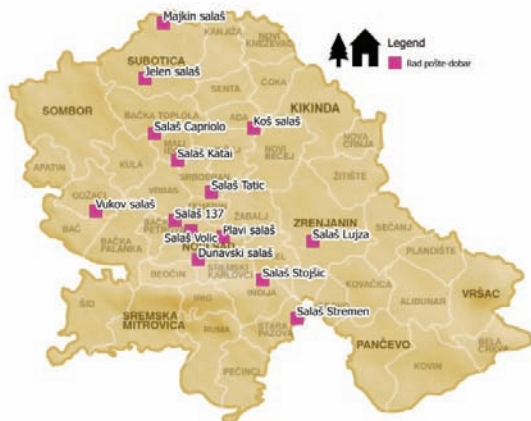 Majkin salaš
KANJIŽA
NOVI
KNEŽEVAC
SUBOTICA
Jelen salaš
SENTA
ČOKA
SOMBOR
BAČKA TOPOLA
ADA
KIKINDA
Salaš Capriolo
Koš salaš
MALI
NOVA
CRNJA
APATIN
KULA
Salaš Katai
NOVI
BEČEJ
SRBOBRAN
ŽITIŠTE
VRBAS
Salaš Tatic
ODŽACI
Vukov salaš
ŽABALJ
BAČ
Salaš 137
ZRENJANIN
SEČANJ
BAČKA
PALANKA
Salaš Volic
Plavi salaš
Salaš Lujza
PLANDIŠTE
Dunavski salaš
BEOČIN
SREMSKI
KARLOVCI
Salaš Stojšic
KOVAČICA
ALIBUNAR
VRŠAC
ŠID
IRIG
INĐIJA
SREMSKA
MITROVICA
RUMA
STARA
PAZOVA
Salaš Stremen
PANČEVO
BELA
CRKVA
PEĆINCI
KOVIN
Legend
Rad pošte-dobar